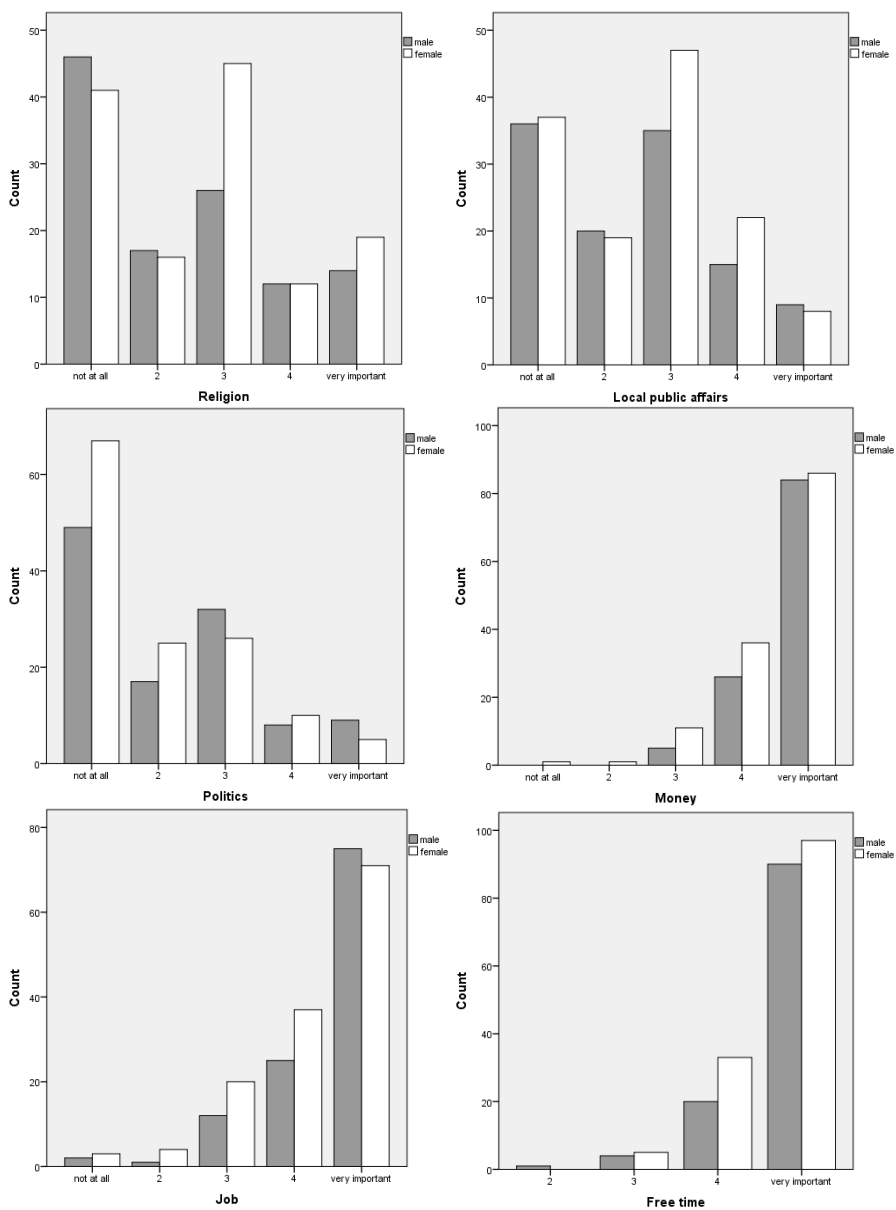 50
40
30
20
10
0
Count
not at all 2 3 4 very important
Religion
male
female
50
40
30
20
10
0
Count
not at all 2 3 4 very important
Local public affairs
male
female
60
40
20
0
Count
not at all 2 3 4 very important
Politics
male
female
100
80
60
40
20
0
Count
not at all 2 3 4 very important
Money
male
female
80
60
40
20
0
Count
not at all 2 3 4 very important
Job
male
female
100
80
60
40
20
0
Count
2 3 4 very important
Free time
male
female